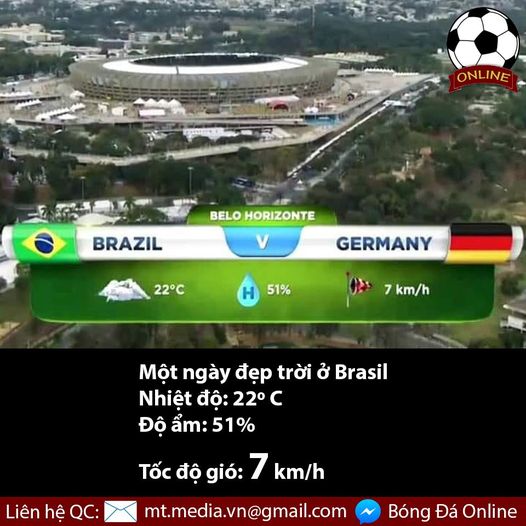 ONLINE
BELO HORIZONTE
BRAZIL V GERMANY
22°C H 51% 7 km/h
Một ngày đẹp trời ở Brasil
Nhiệt độ: 22º C
Độ ẩm: 51%
Tốc độ gió: 7 km/h
Liên hệ QC: mt.media.vn@gmail.com Bóng Đá Online